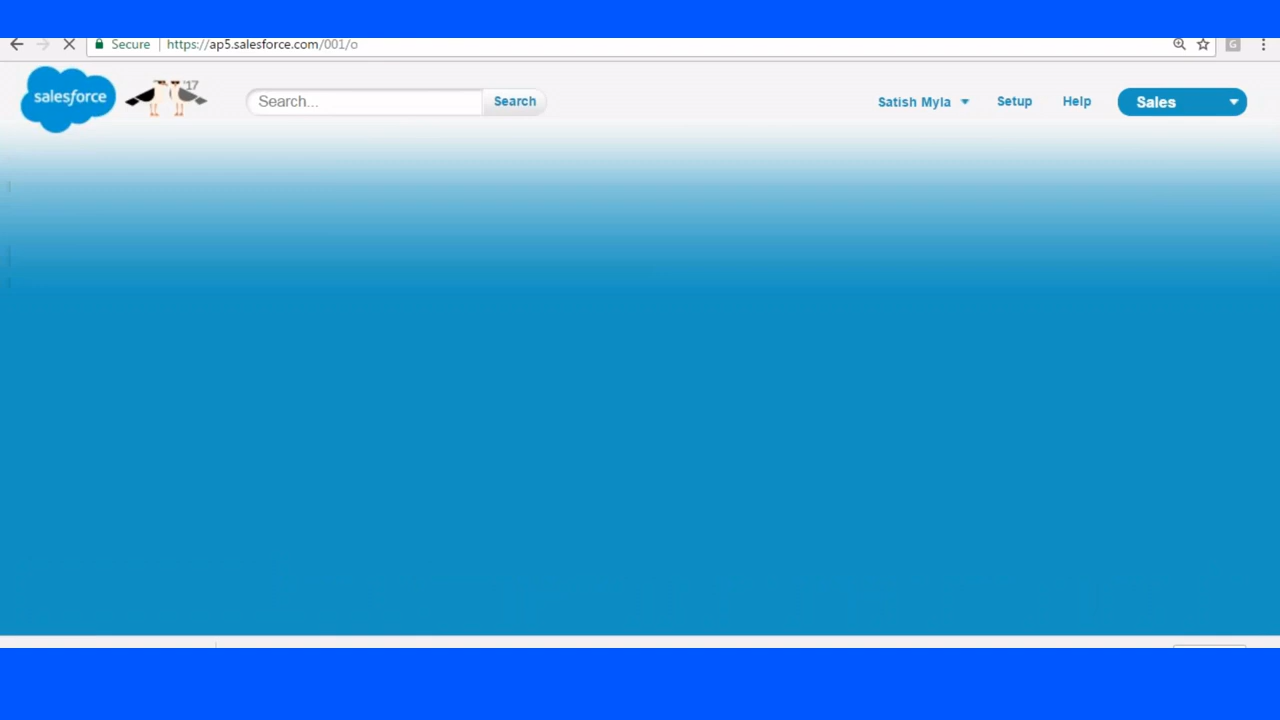 Secure https://ap5.salesforce.com/001/o
G
salesforce '17 Search... Search Satish Myla Setup Help Sales